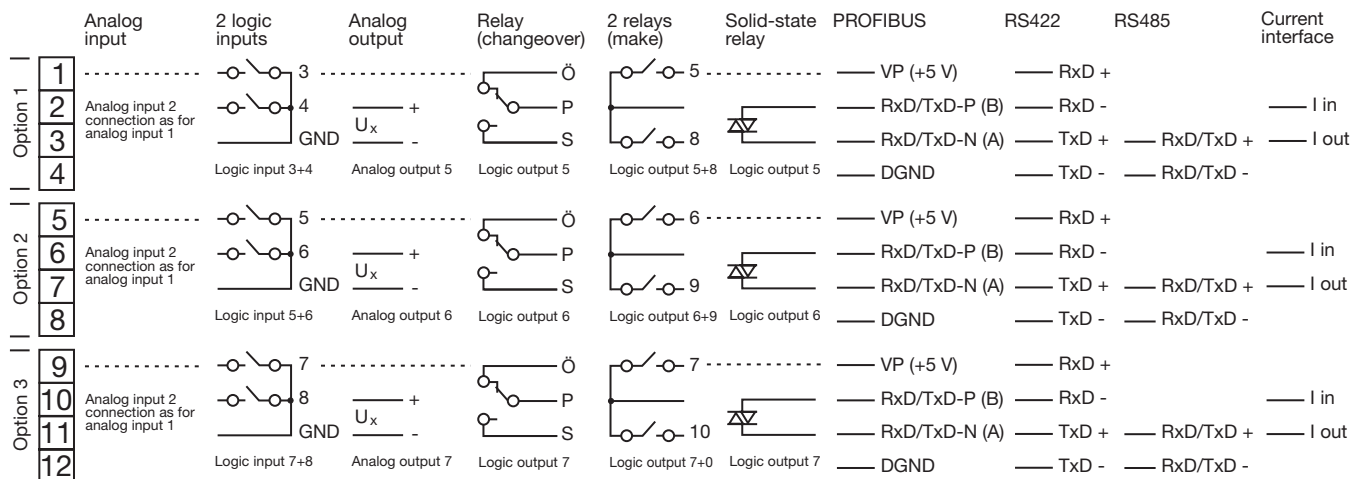 Analog input
2 logic inputs
Analog output
Relay (changeover)
2 relays (make)
Solid-state relay
PROFIBUS
RS422
RS485
Current interface
Option 1
1
3
Ö
5
VP (+5 V)
RxD +
2
Analog input 2
connection as for
analog input 1
4
+
P
RxD/TxD-P (B)
RxD -
I in
Ux
3
GND
-
S
8
RxD/TxD-N (A)
TxD +
RxD/TxD +
I out
4
Logic input 3+4
Analog output 5
Logic output 5
Logic output 5+8
Logic output 5
DGND
TxD -
RxD/TxD -
Option 2
5
5
Ö
6
VP (+5 V)
RxD +
6
Analog input 2
connection as for
analog input 1
6
+
P
RxD/TxD-P (B)
RxD -
I in
Ux
7
GND
-
S
9
RxD/TxD-N (A)
TxD +
RxD/TxD +
I out
8
Logic input 5+6
Analog output 6
Logic output 6
Logic output 6+9
Logic output 6
DGND
TxD -
RxD/TxD -
Option 3
9
7
Ö
7
VP (+5 V)
RxD +
10
Analog input 2
connection as for
analog input 1
8
+
P
RxD/TxD-P (B)
RxD -
I in
Ux
11
GND
-
S
10
RxD/TxD-N (A)
TxD +
RxD/TxD +
I out
12
Logic input 7+8
Analog output 7
Logic output 7
Logic output 7+0
Logic output 7
DGND
TxD -
RxD/TxD -